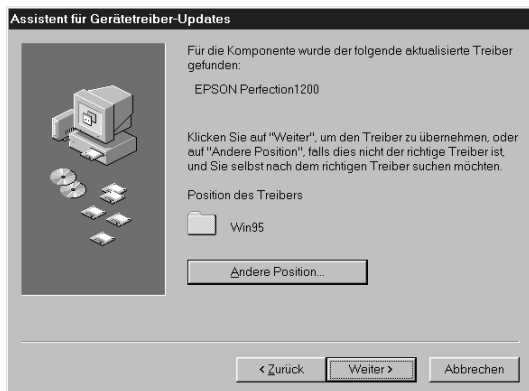 Assistent für Gerätetreiber-Updates
Für die Komponente wurde der folgende aktualisierte Treiber
gefunden:
EPSON Perfection1200
Klicken Sie auf "Weiter", um den Treiber zu übernehmen, oder
auf "Andere Position", falls dies nicht der richtige Treiber ist,
und Sie selbst nach dem richtigen Treiber suchen möchten.
Position des Treibers
Win95
Andere Position...
< Zurück
Weiter >
Abbrechen